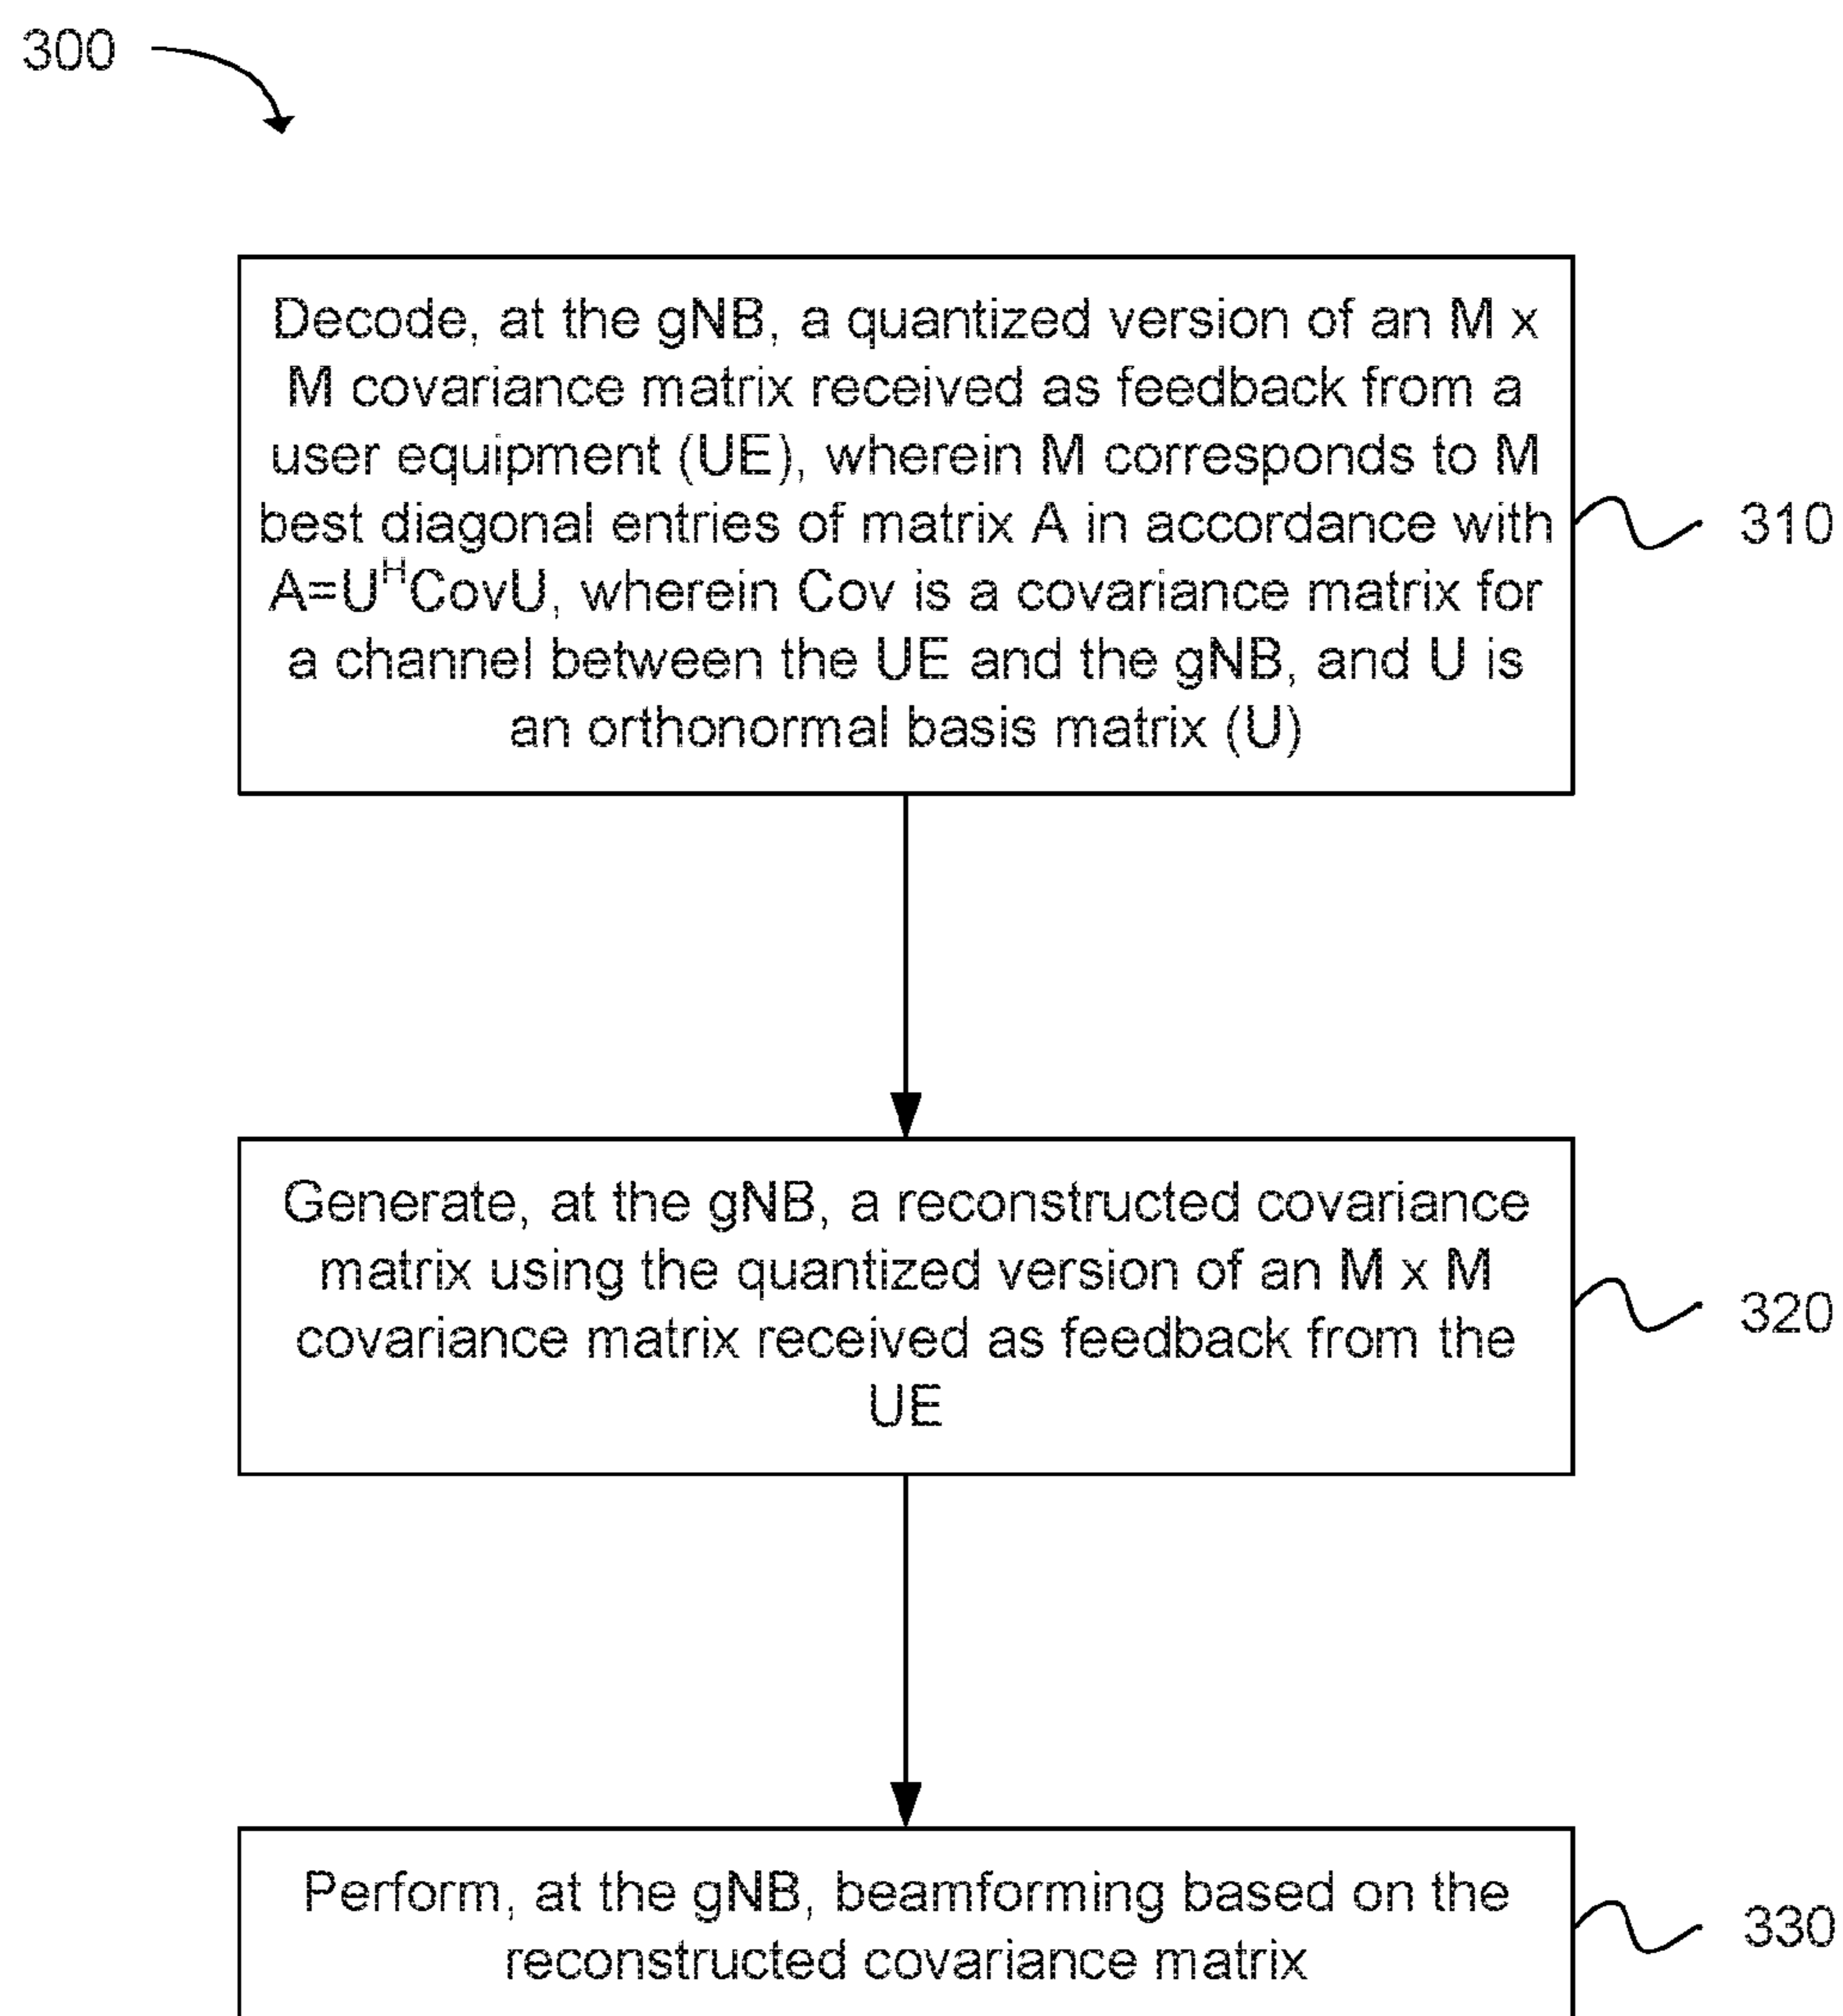 300
Decode, at the gNB, a quantized version of an M x
M covariance matrix received as feedback from a
user equipment (UE), wherein M corresponds to M
best diagonal entries of matrix A in accordance with
A=UᴴCovU, wherein Cov is a covariance matrix for
a channel between the UE and the gNB, and U is
an orthonormal basis matrix (U)
310
Generate, at the gNB, a reconstructed covariance
matrix using the quantized version of an M x M
covariance matrix received as feedback from the
UE
320
Perform, at the gNB, beamforming based on the
reconstructed covariance matrix
330